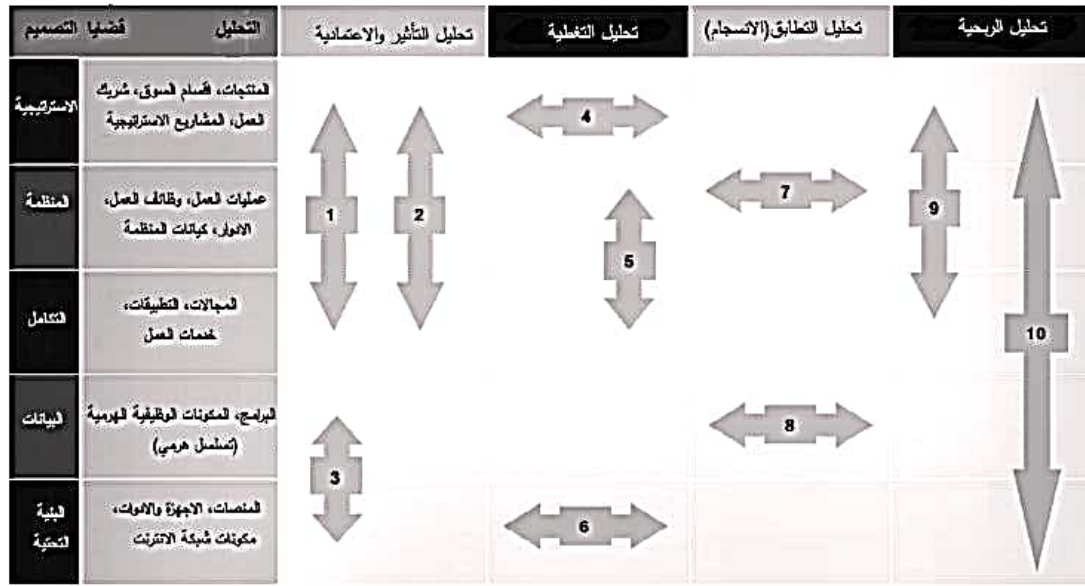 قضايا التصميم
التحليل
تحليل التأثير والاعتمادية
تحليل التغطية
تحليل التطابق(الانسجام)
تحليل الربحية
الاستراتيجية
المنتجات، اقسام السوق، شريك
العمل، المشاريع الاستراتيجية
المنظمة
عمليات العمل، وظائف العمل،
الادوار، كيانات المنظمة
التكامل
المجالات، التطبيقات،
خدمات العمل
البيانات
البرامج، المكونات الوظيفية الهرمية
(تسلسل هرمي)
البنية
التحتية
المنصات، الاجهزة والادوات،
مكونات شبكة الانترنت
1
2
3
4
5
6
7
8
9
10